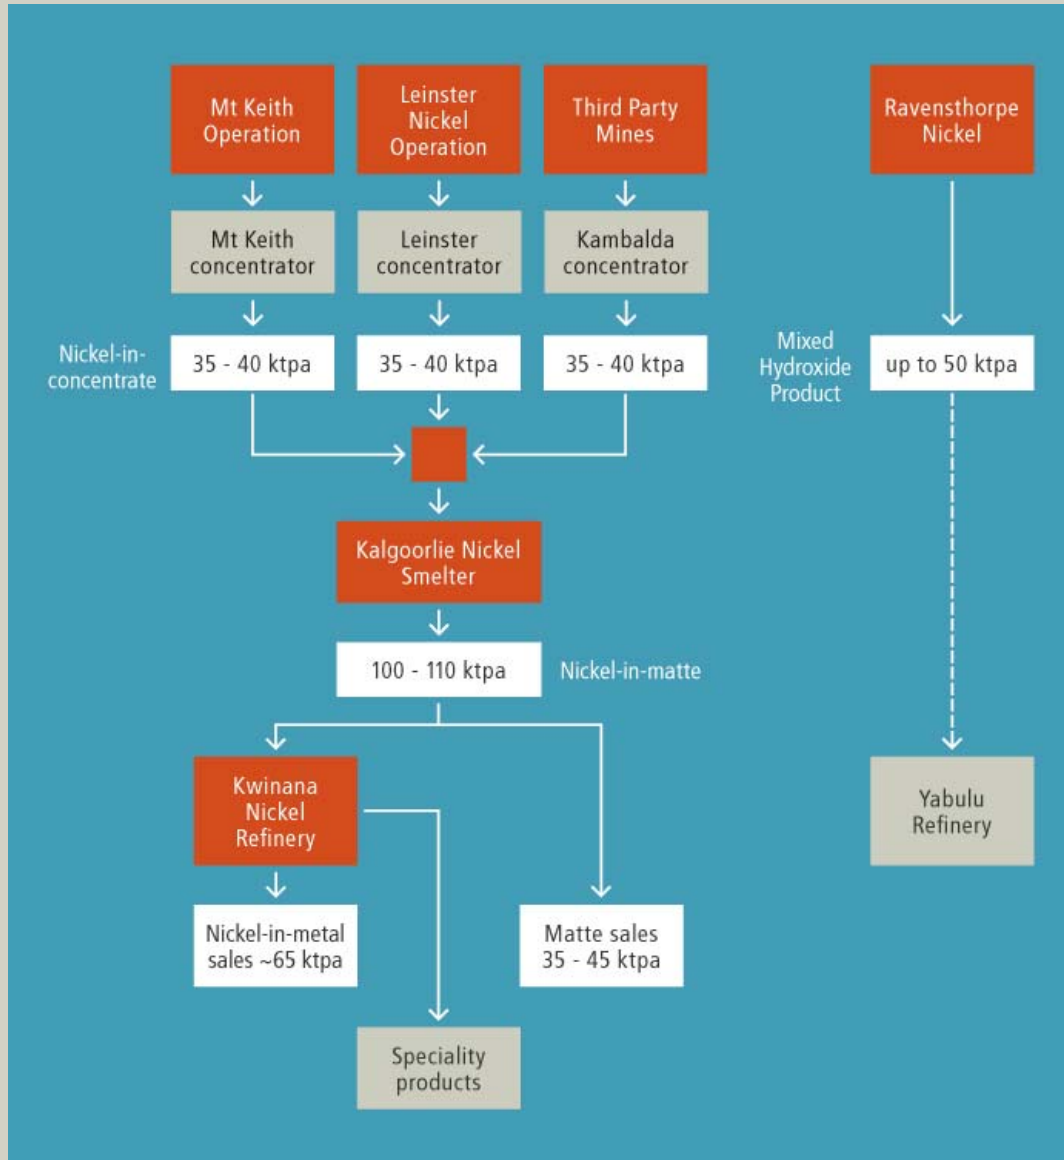 Mt Keith
Operation
Leinster
Nickel
Operation
Third Party
Mines
Ravensthorpe
Nickel
Mt Keith
concentrator
Leinster
concentrator
Kambalda
concentrator
Nickel-in-
concentrate
35 - 40 ktpa
35 - 40 ktpa
35 - 40 ktpa
Mixed
Hydroxide
Product
up to 50 ktpa
Kalgoorlie Nickel
Smelter
100 - 110 ktpa
Nickel-in-matte
Kwinana
Nickel
Refinery
Yabulu
Refinery
Nickel-in-metal
sales ~65 ktpa
Matte sales
35 - 45 ktpa
Speciality
products